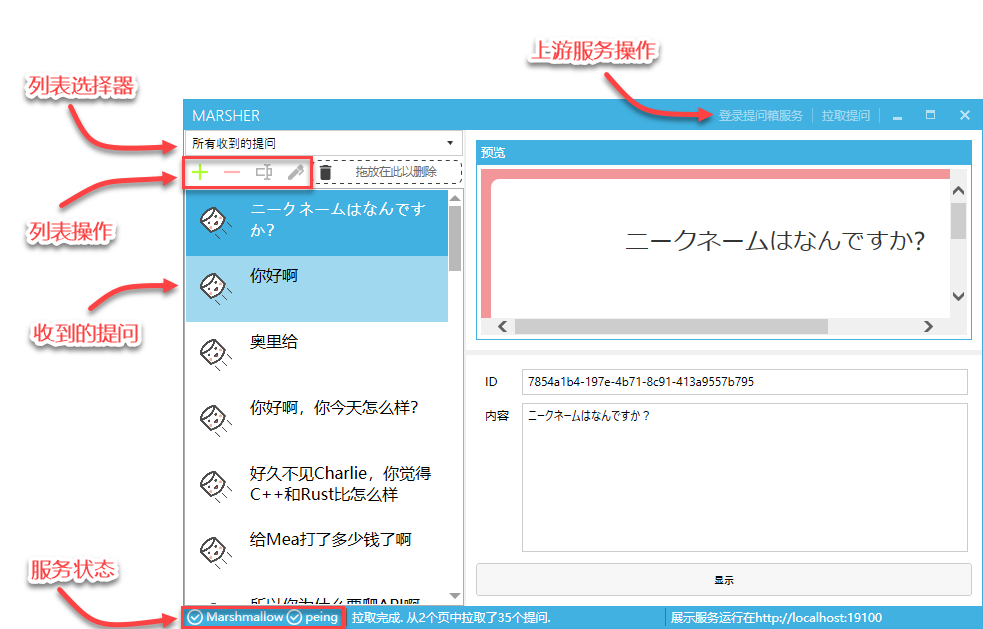 上游服务操作
列表选择器
MARSHER
登录提问箱服务
拉取提问
所有收到的提问
拖放在此以删除
列表操作
ニークネームはなんです
か?
你好啊
收到的提问
奥里给
你好啊，你今天怎么样?
好久不见Charlie，你觉得
C++和Rust比怎么样
给Mea打了多少钱了啊
所以你为什么要爬API啊
预览
ニークネームはなんですか?
ID
7854a1b4-197e-4b71-8c91-413a9557b795
内容
ニークネームはなんですか？
显示
服务状态
Marshmallow
peing
拉取完成. 从2个页中拉取了35个提问.
展示服务运行在http://localhost:19100